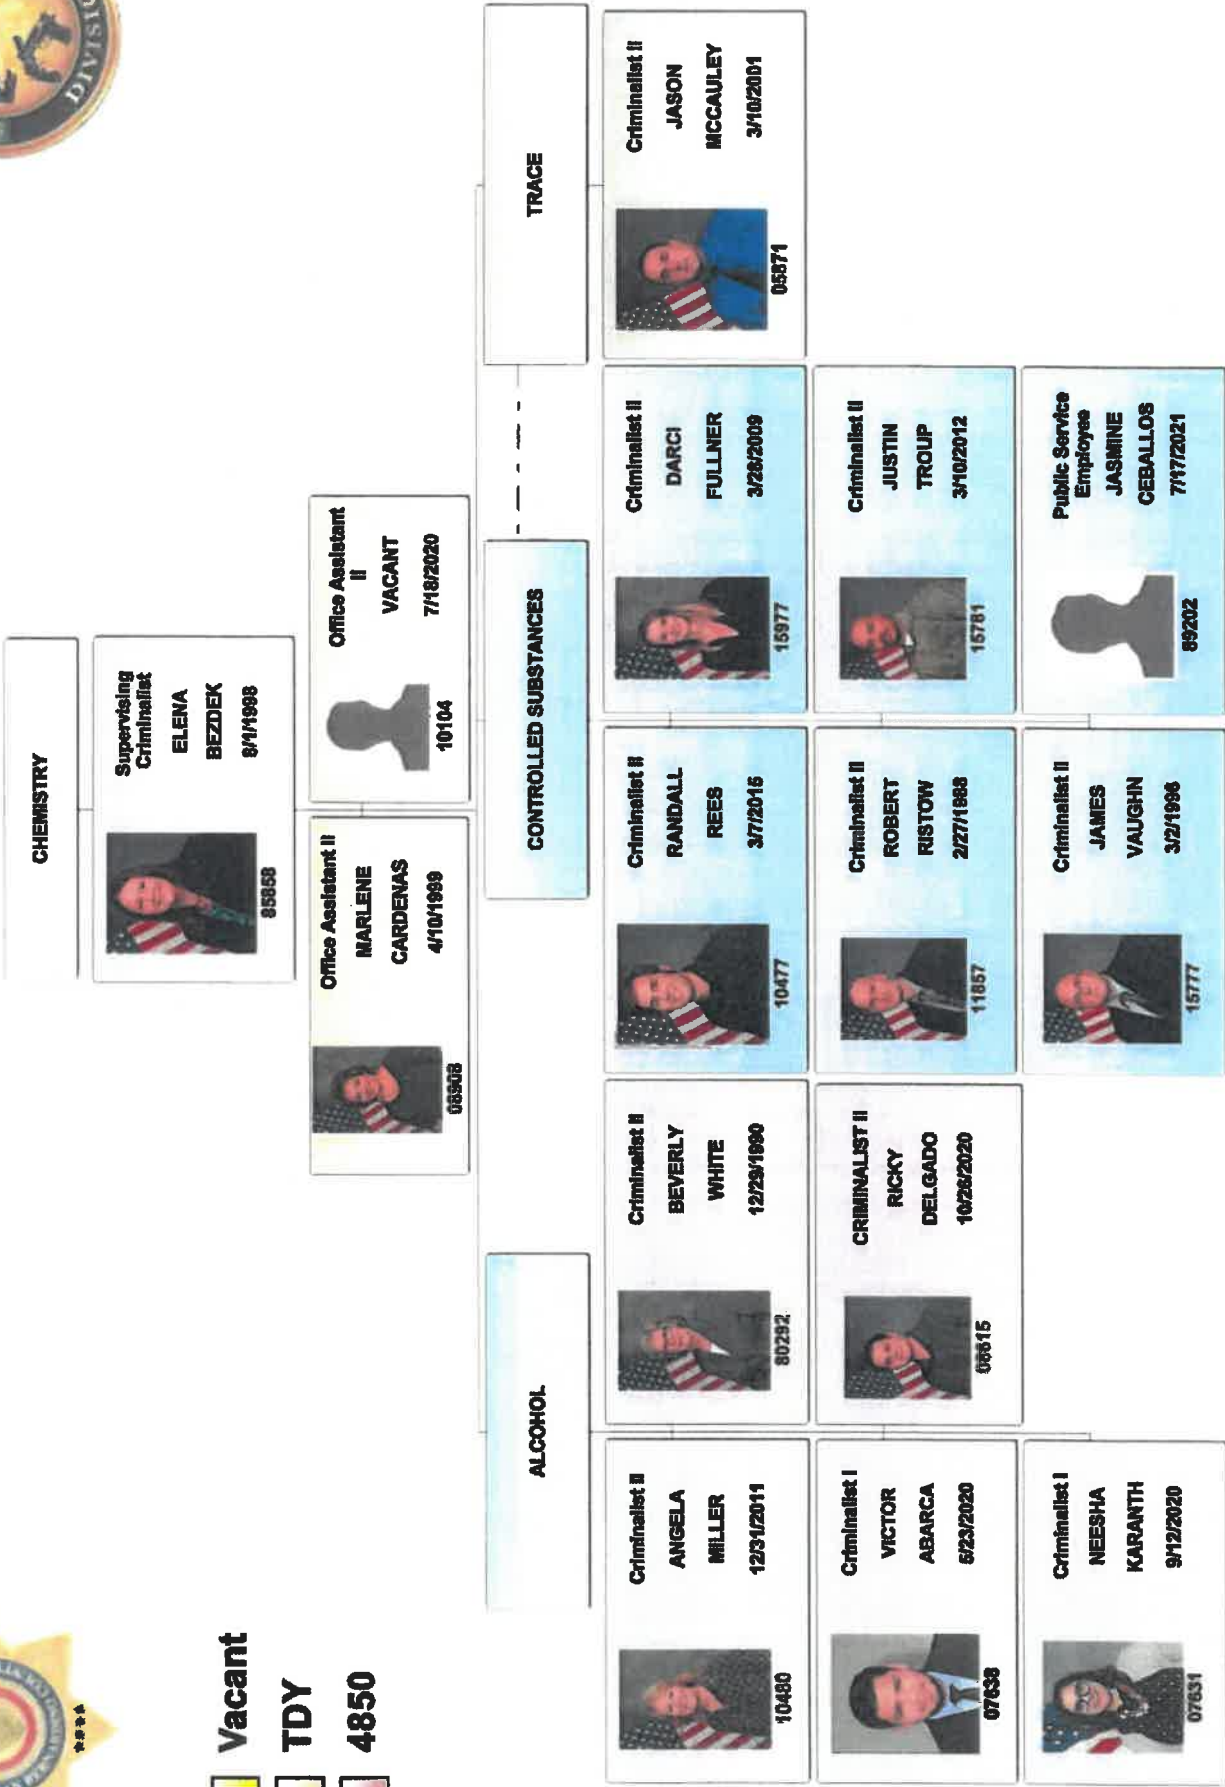 DIVISIO
Vacant
TDY
4850
CHEMISTRY
Supervising
Criminalist
ELENA
BEZDEK
8/1/1998
85858
Office Assistant II
MARLENE
CARDENAS
4/10/1999
08908
Office Assistant
II
VACANT
7/18/2020
10104
ALCOHOL
CONTROLLED SUBSTANCES
TRACE
Criminalist II
ANGELA
MILLER
12/31/2011
10480
Criminalist II
BEVERLY
WHITE
12/29/1990
80292
Criminalist II
RANDALL
REES
3/7/2015
10477
Criminalist II
DARCI
FULLNER
3/28/2009
15977
Criminalist II
JASON
MCCAULEY
3/10/2001
05871
Criminalist I
VICTOR
ABARCA
5/23/2020
07638
CRIMINALIST II
RICKY
DELGADO
10/26/2020
Criminalist II
ROBERT
RISTOW
2/27/1988
11857
Criminalist II
JUSTIN
TROUP
3/10/2012
15781
Criminalist I
NEESHA
KARANTH
9/12/2020
07631
Criminalist II
JAMES
VAUGHN
3/2/1996
15777
Public Service
Employee
JASMINE
CEBALLOS
7/17/2021
89202